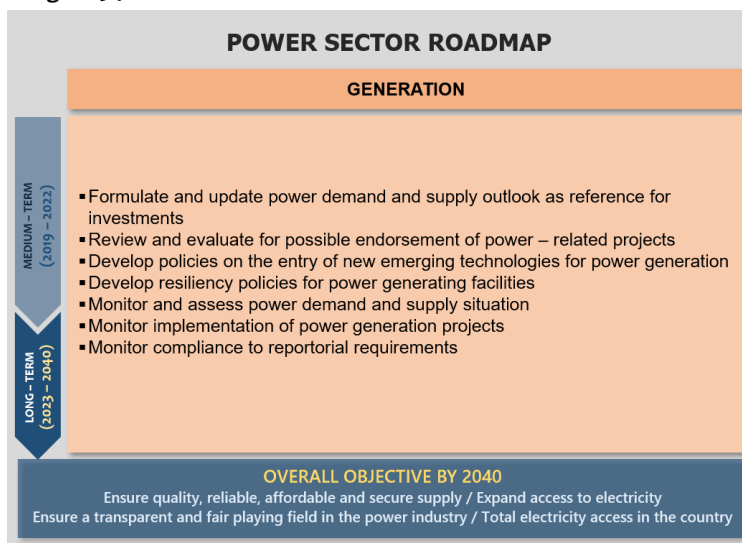 POWER SECTOR ROADMAP
GENERATION
MEDIUM – TERM
(2019 – 2022)
▪Formulate and update power demand and supply outlook as reference for
investments
▪Review and evaluate for possible endorsement of power – related projects
▪Develop policies on the entry of new emerging technologies for power generation
▪Develop resiliency policies for power generating facilities
▪Monitor and assess power demand and supply situation
▪Monitor implementation of power generation projects
▪Monitor compliance to reportorial requirements
LONG – TERM
(2023 – 2040)
OVERALL OBJECTIVE BY 2040
Ensure quality, reliable, affordable and secure supply / Expand access to electricity
Ensure a transparent and fair playing field in the power industry / Total electricity access in the country